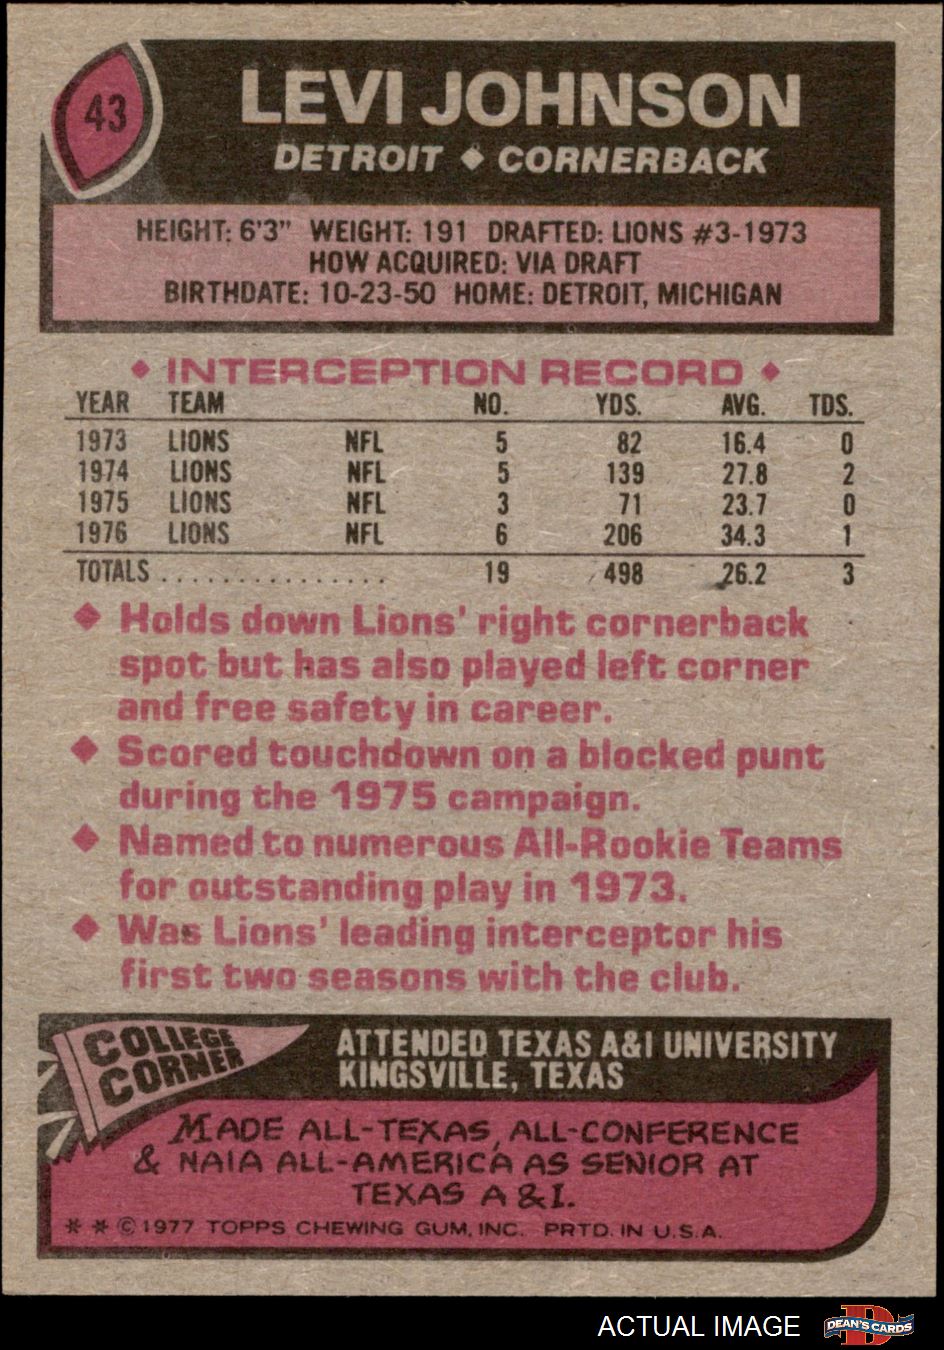 43
LEVI JOHNSON
DETROIT ◆ CORNERBACK
HEIGHT: 6'3" WEIGHT: 191 DRAFTED: LIONS #3-1973
HOW ACQUIRED: VIA DRAFT
BIRTHDATE: 10-23-50 HOME: DETROIT, MICHIGAN
◆ INTERCEPTION RECORD ◆
YEAR TEAM NO. YDS. AVG. TDS.
1973 LIONS NFL 5 82 16.4 0
1974 LIONS NFL 5 139 27.8 2
1975 LIONS NFL 3 71 23.7 0
1976 LIONS NFL 6 206 34.3 1
TOTALS................ 19 498 26.2 3
◆ Holds down Lions' right cornerback
spot but has also played left corner
and free safety in career.
◆ Scored touchdown on a blocked punt
during the 1975 campaign.
◆ Named to numerous All-Rookie Teams
for outstanding play in 1973.
◆ Was Lions' leading interceptor his
first two seasons with the club.
COLLEGE
CORNER
ATTENDED TEXAS A&I UNIVERSITY
KINGSVILLE, TEXAS
MADE ALL-TEXAS, ALL-CONFERENCE
& NAIA ALL-AMERICA AS SENIOR AT
TEXAS A & I.
* * © 1977 TOPPS CHEWING GUM, INC. PRTD. IN U.S.A.
ACTUAL IMAGE
D
DEAN'S CARDS